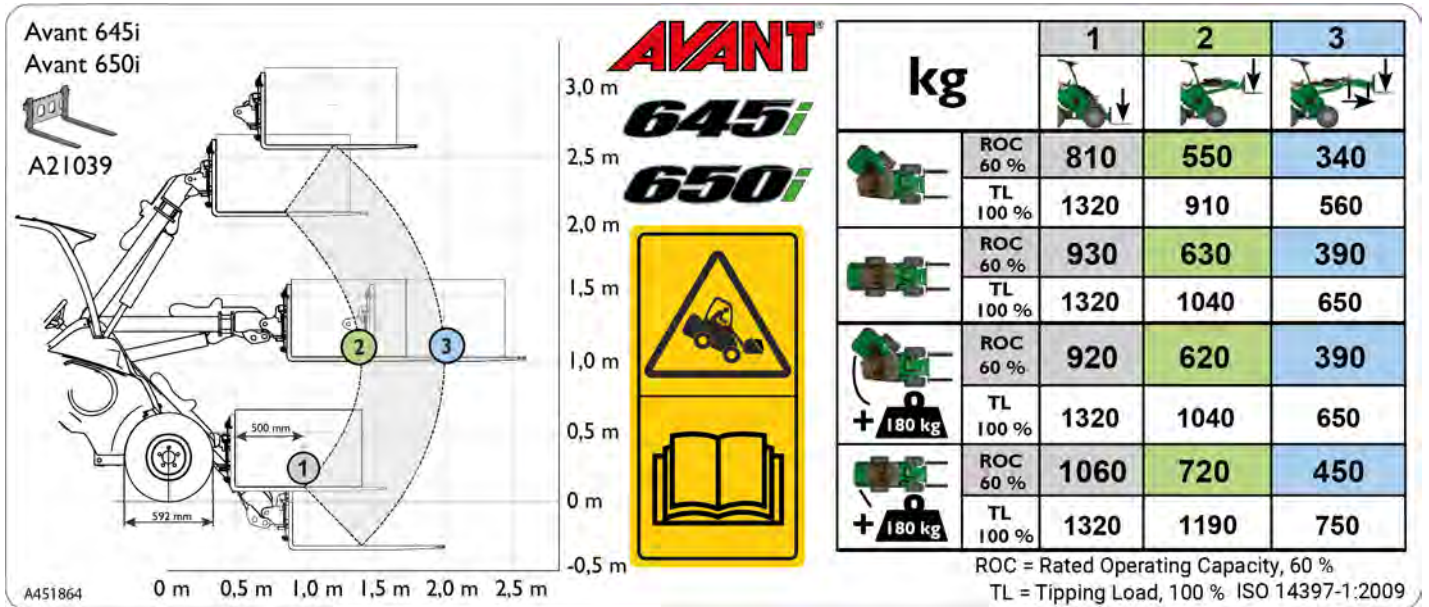 Avant 645i
Avant 650i
A21039
3,0 m
2,5 m
2,0 m
1,5 m
1,0 m
0,5 m
0 m
-0,5 m
2
3
500 mm
1
592 mm
0 m 0,5 m 1,0 m 1,5 m 2,0 m 2,5 m
A451864
AVANT®
645i
650i
kg 1 2 3
ROC 60 % 810 550 340
TL 100 % 1320 910 560
ROC 60 % 930 630 390
TL 100 % 1320 1040 650
ROC 60 % 920 620 390
+ 180 kg TL 100 % 1320 1040 650
ROC 60 % 1060 720 450
+ 180 kg TL 100 % 1320 1190 750
ROC = Rated Operating Capacity, 60 %
TL = Tipping Load, 100 % ISO 14397-1:2009